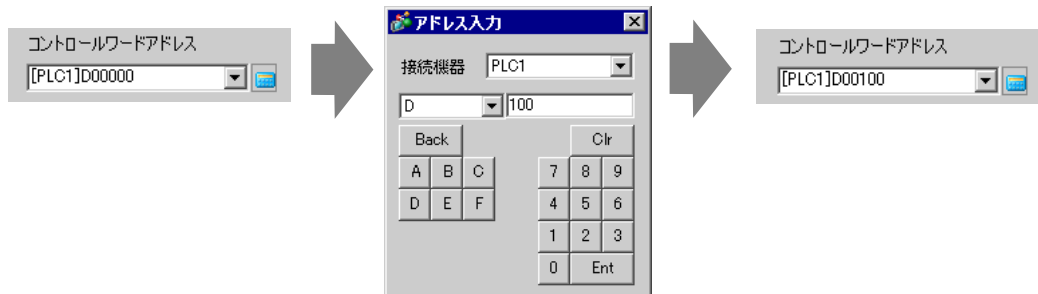 コントロールワードアドレス
[PLC1]D00000
アドレス入力
接続機器 PLC1
D 100
Back Clr
A B C 7 8 9
D E F 4 5 6
1 2 3
0 Ent
コントロールワードアドレス
[PLC1]D00100